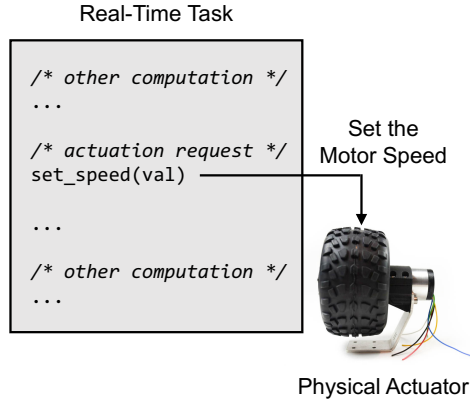 Real-Time Task
/* other computation */
...
/* actuation request */
set_speed(val)
...
/* other computation */
...
Set the
Motor Speed
Physical Actuator